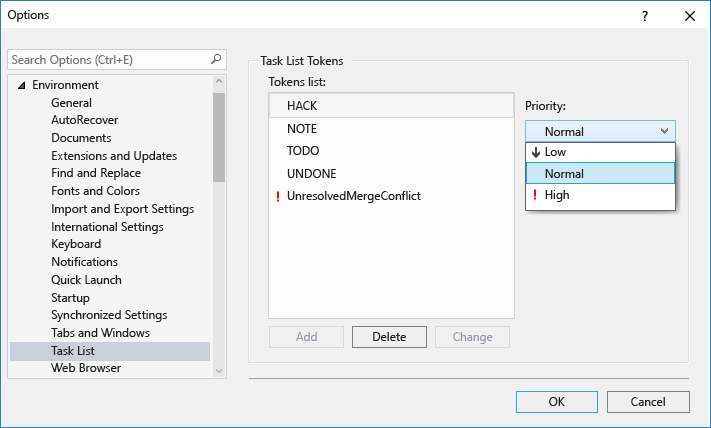 Options
?
Search Options (Ctrl+E)
Environment
General
AutoRecover
Documents
Extensions and Updates
Find and Replace
Fonts and Colors
Import and Export Settings
International Settings
Keyboard
Notifications
Quick Launch
Startup
Synchronized Settings
Tabs and Windows
Task List
Web Browser
Task List Tokens
Tokens list:
HACK
NOTE
TODO
UNDONE
! UnresolvedMergeConflict
Priority:
Normal
Low
Normal
! High
Add
Delete
Change
OK
Cancel